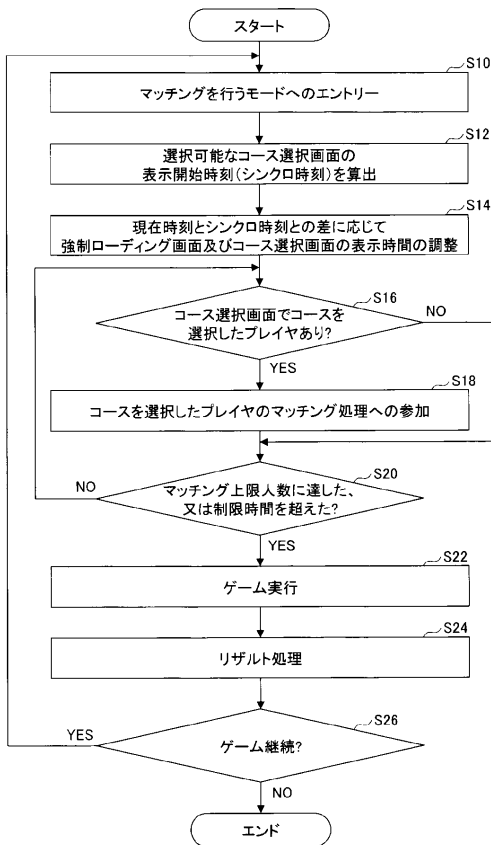 スタート
S10
マッチングを行うモードへのエントリー
S12
選択可能なコース選択画面の
表示開始時刻(シンクロ時刻)を算出
S14
現在時刻とシンクロ時刻との差に応じて
強制ローディング画面及びコース選択画面の表示時間の調整
S16
コース選択画面でコースを
選択したプレイヤあり?
NO
YES
S18
コースを選択したプレイヤのマッチング処理への参加
S20
NO
マッチング上限人数に達した、
又は制限時間を超えた?
YES
S22
ゲーム実行
S24
リザルト処理
S26
YES
ゲーム継続?
NO
エンド